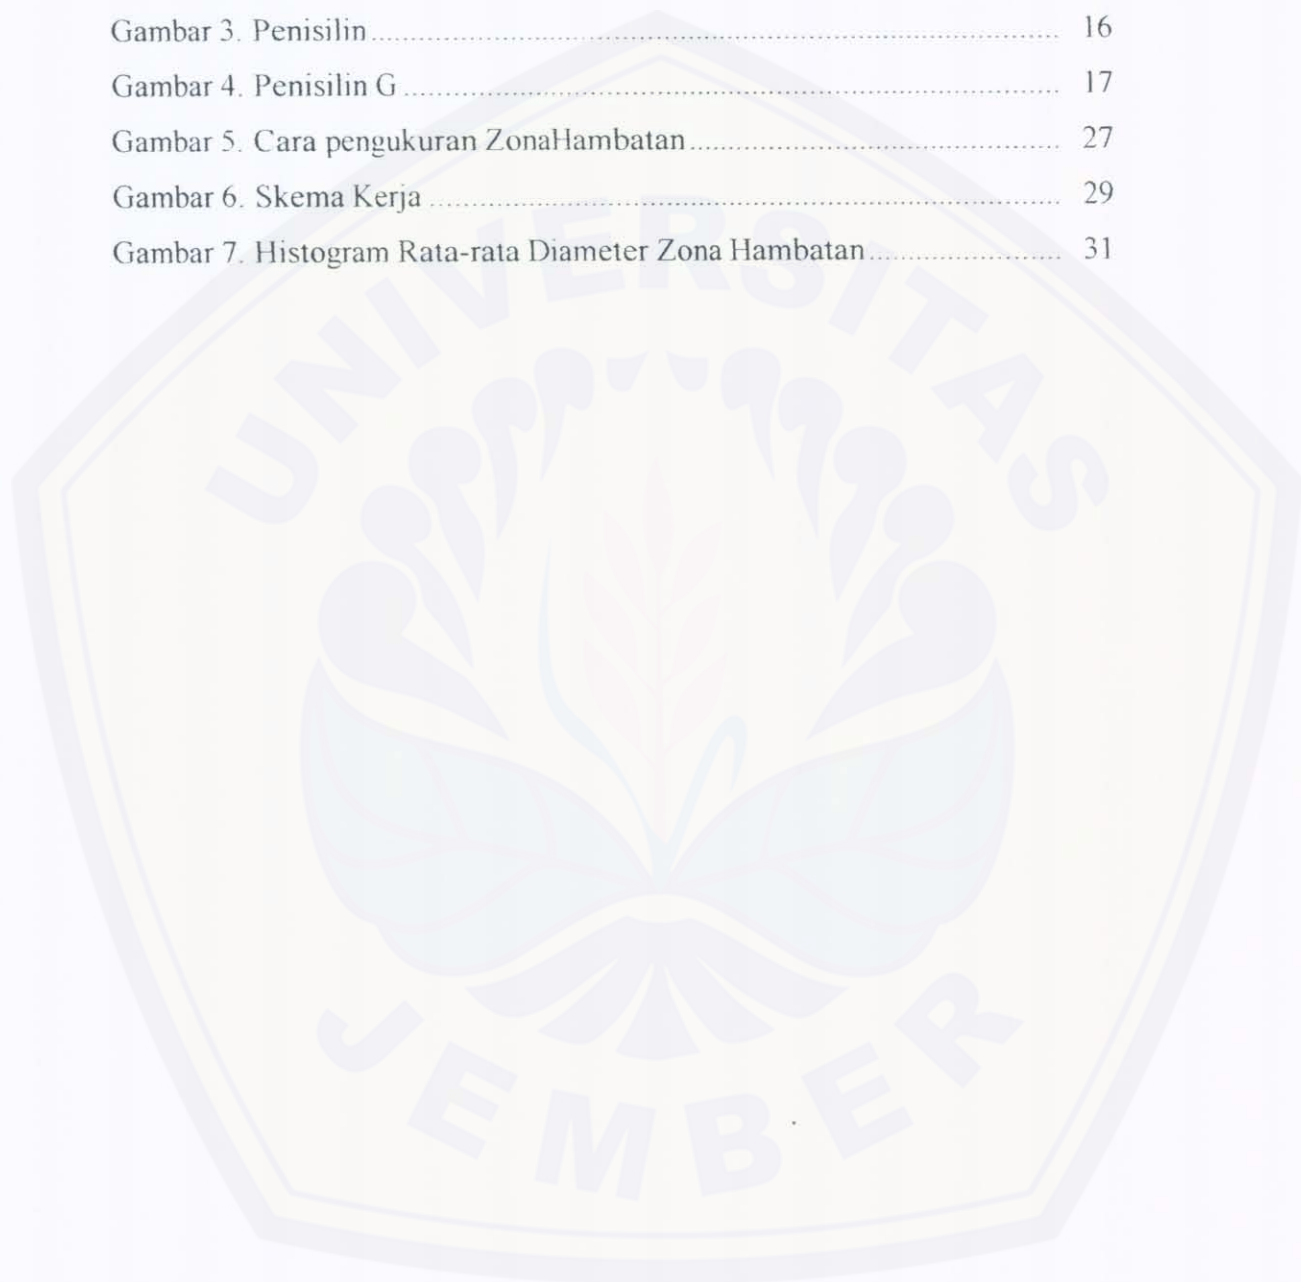 Gambar 3. Penisilin ........................................................................................ 16
Gambar 4. Penisilin G .................................................................................... 17
Gambar 5. Cara pengukuran ZonaHambatan ................................................ 27
Gambar 6. Skema Kerja ................................................................................. 29
Gambar 7. Histogram Rata-rata Diameter Zona Hambatan ......................... 31
UNIVERSITAS
JEMBER